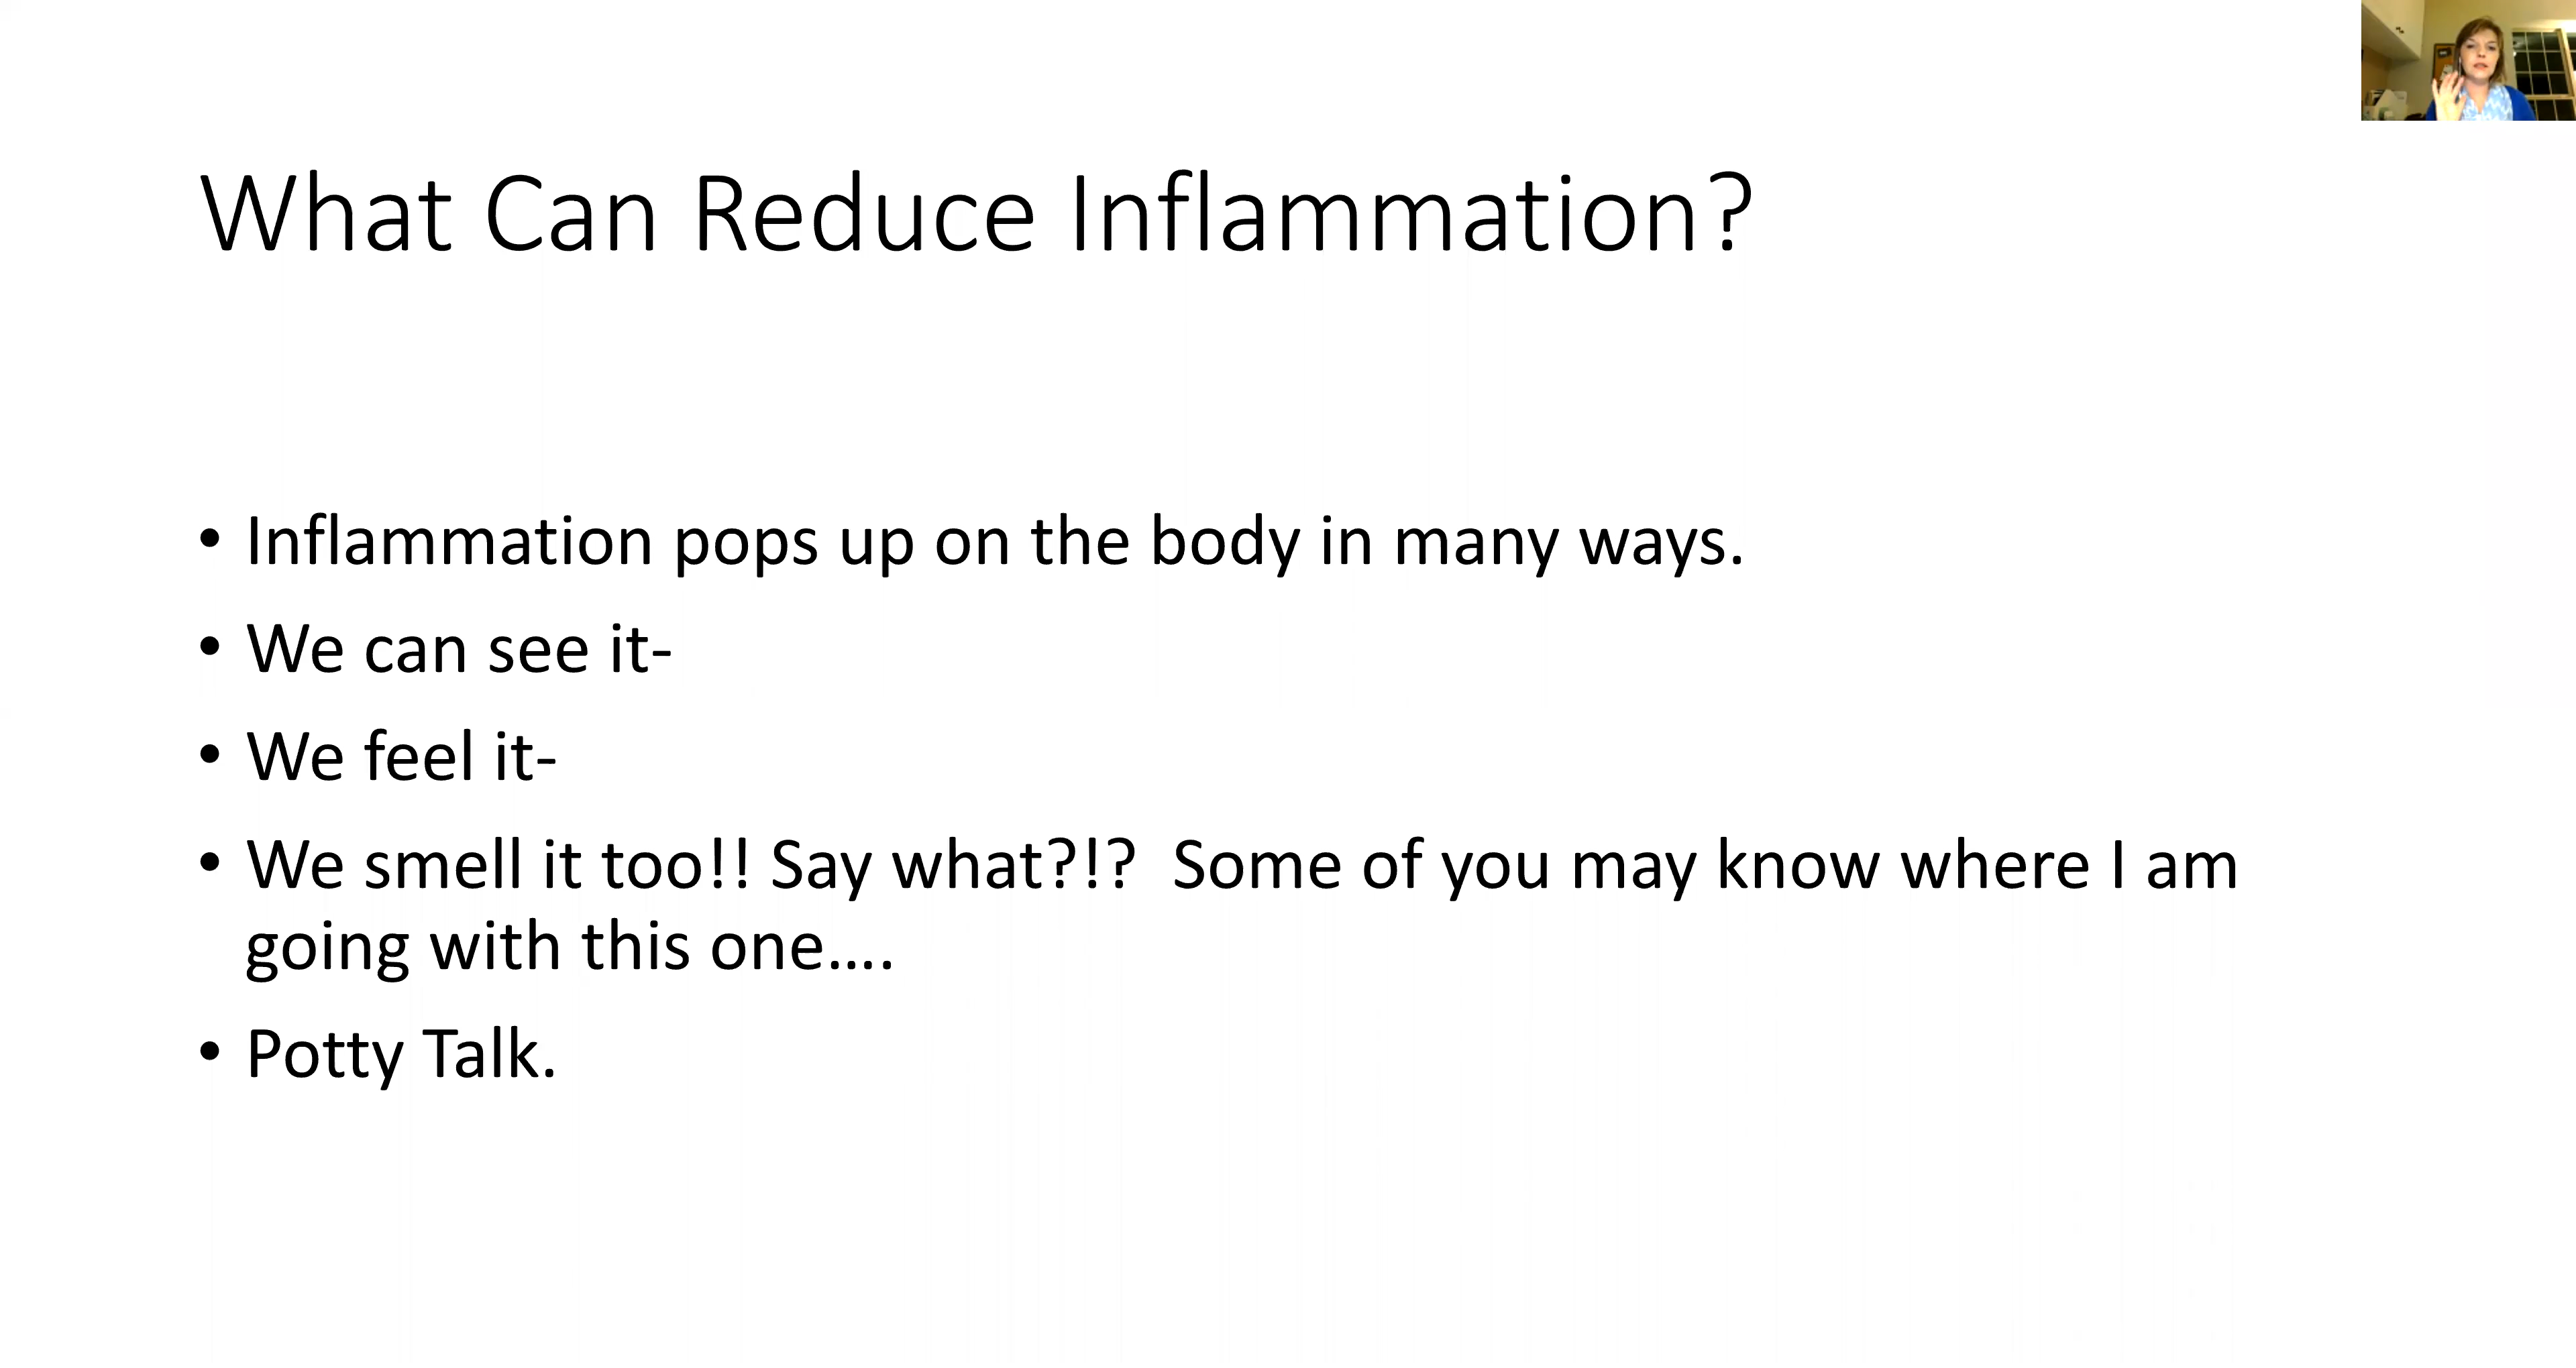 What Can Reduce Inflammation?
• Inflammation pops up on the body in many ways.
• We can see it-
• We feel it-
• We smell it too!! Say what?!?  Some of you may know where I am
going with this one....
• Potty Talk.